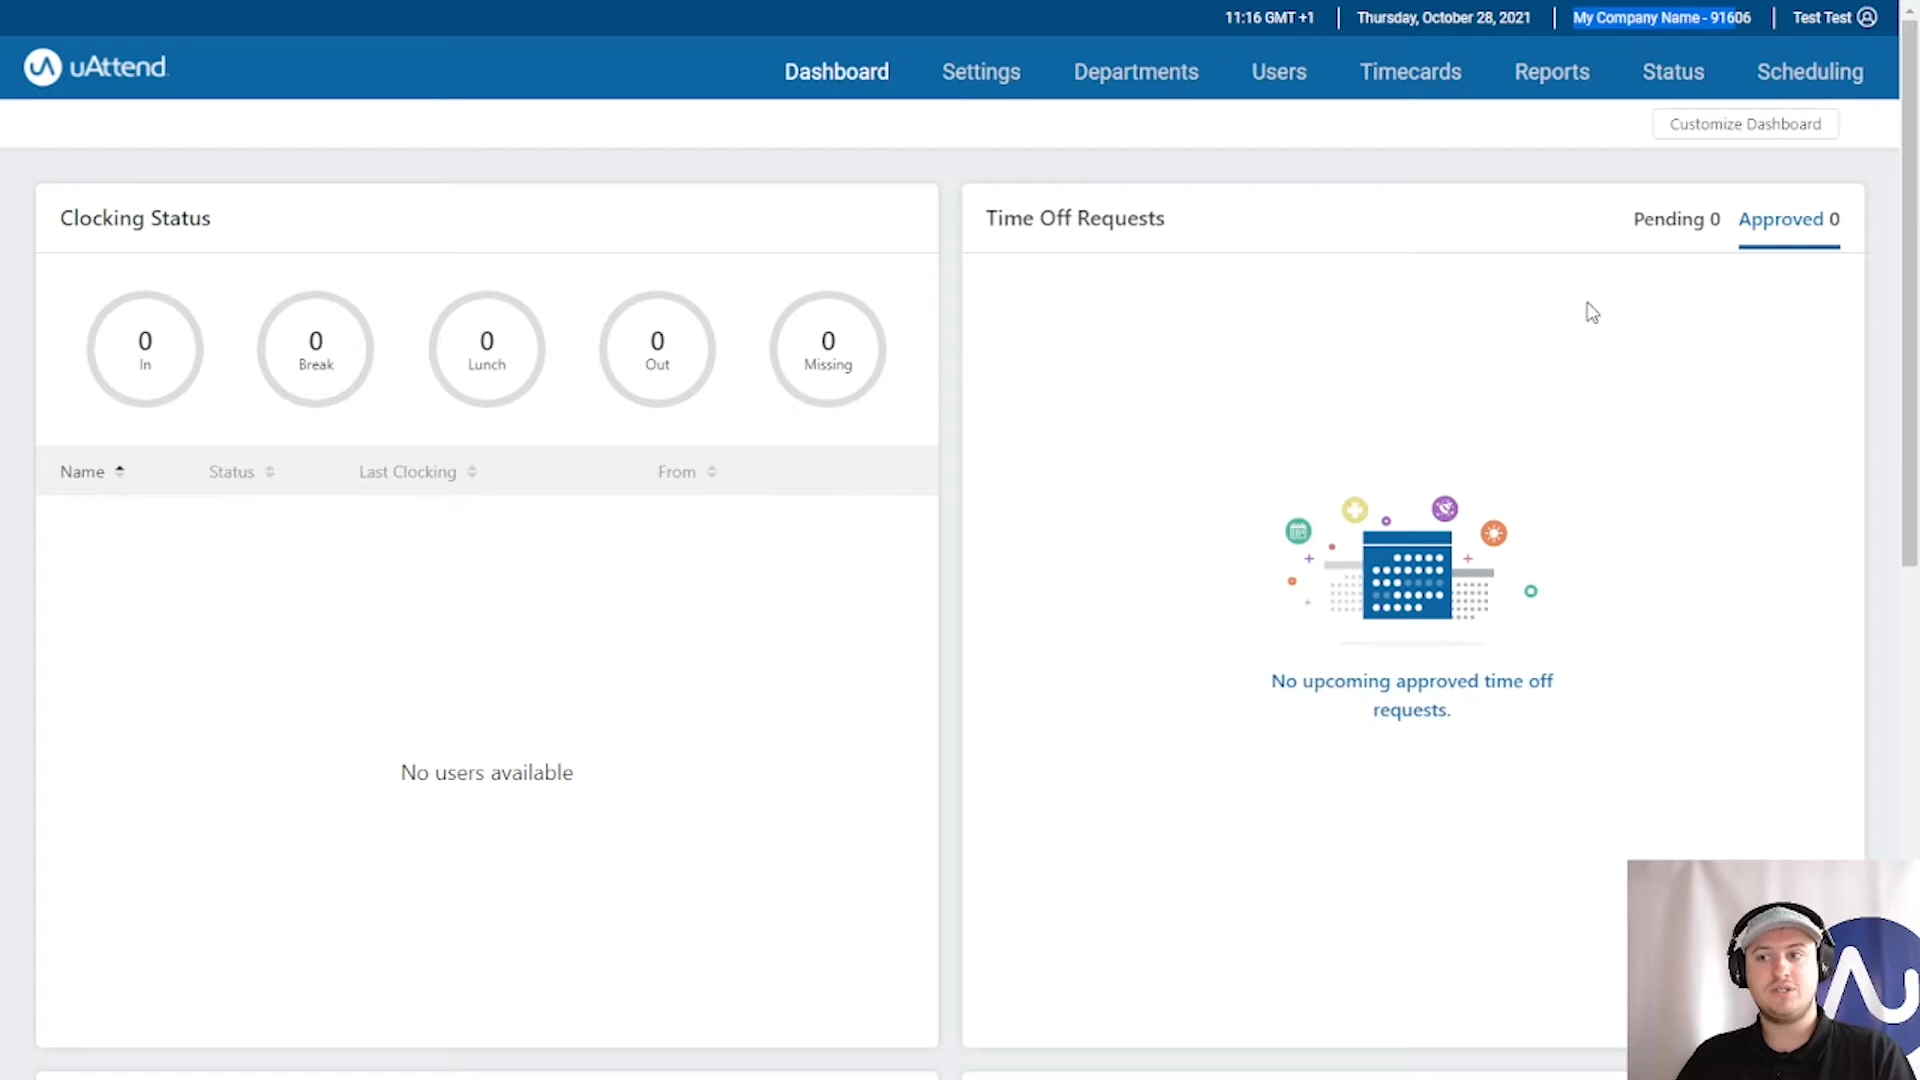 11:16 GMT +1
Thursday, October 28, 2021
My Company Name - 91606
Test Test
uAttend
Dashboard
Settings
Departments
Users
Timecards
Reports
Status
Scheduling
Customize Dashboard
Clocking Status
0
In
0
Break
0
Lunch
0
Out
0
Missing
Name
Status
Last Clocking
From
No users available
Time Off Requests
Pending 0
Approved 0
No upcoming approved time off
requests.